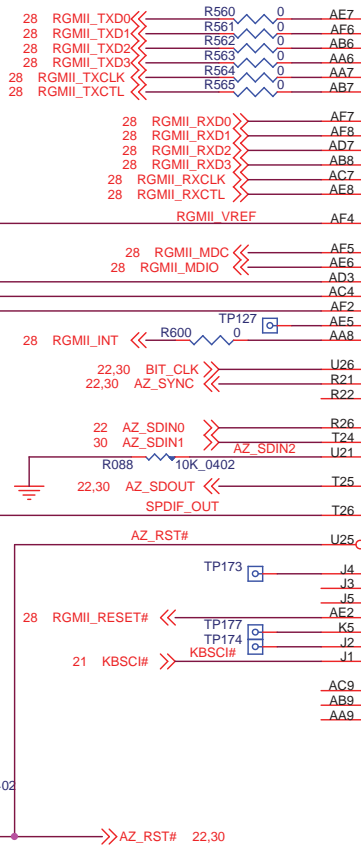 28 RGMII_TXD0 R560 0 AE7
28 RGMII_TXD1 R561 0 AF6
28 RGMII_TXD2 R562 0 AB6
28 RGMII_TXD3 R563 0 AA6
28 RGMII_TXCLK R564 0 AA7
28 RGMII_TXCTL R565 0 AB7
28 RGMII_RXD0 AF7
28 RGMII_RXD1 AF8
28 RGMII_RXD2 AD7
28 RGMII_RXD3 AB8
28 RGMII_RXCLK AC7
28 RGMII_RXCTL AE8
RGMII_VREF AF4
28 RGMII_MDC AF5
28 RGMII_MDIO AE6
AD3
AC4
AF2
TP127 AE5
28 RGMII_INT R600 0 AA8
22,30 BIT_CLK U26
22,30 AZ_SYNC R21
R22
22 AZ_SDIN0 R26
30 AZ_SDIN1 T24
AZ_SDIN2 U21
R088 10K_0402
22,30 AZ_SDOUT T25
SPDIF_OUT T26
AZ_RST# U25
TP173 J4
J3
J5
28 RGMII_RESET# AE2
TP177 K5
TP174 J2
21 KBSCI# KBSCI# J1
AC9
AB9
AA9
02
AZ_RST# 22,30